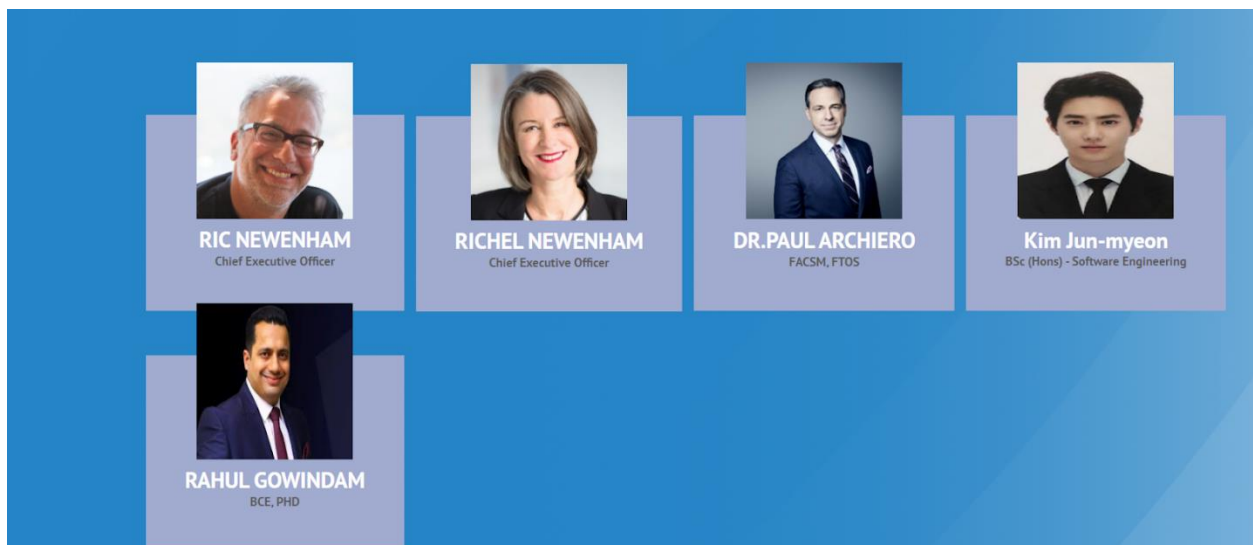 RIC NEWENHAM
Chief Executive Officer
RICHEL NEWENHAM
Chief Executive Officer
DR.PAUL ARCHIERO
FACSM, FTOS
Kim Jun-myeon
BSc (Hons) - Software Engineering
RAHUL GOWINDAM
BCE, PHD